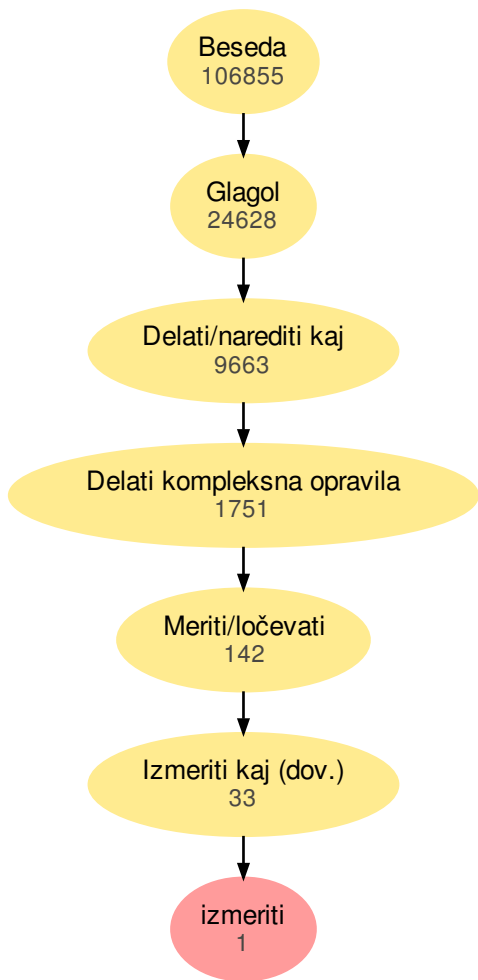 Beseda
106855
Glagol
24628
Delati/narediti kaj
9663
Delati kompleksna opravila
1751
Meriti/ločevati
142
Izmeriti kaj (dov.)
33
izmeriti
1